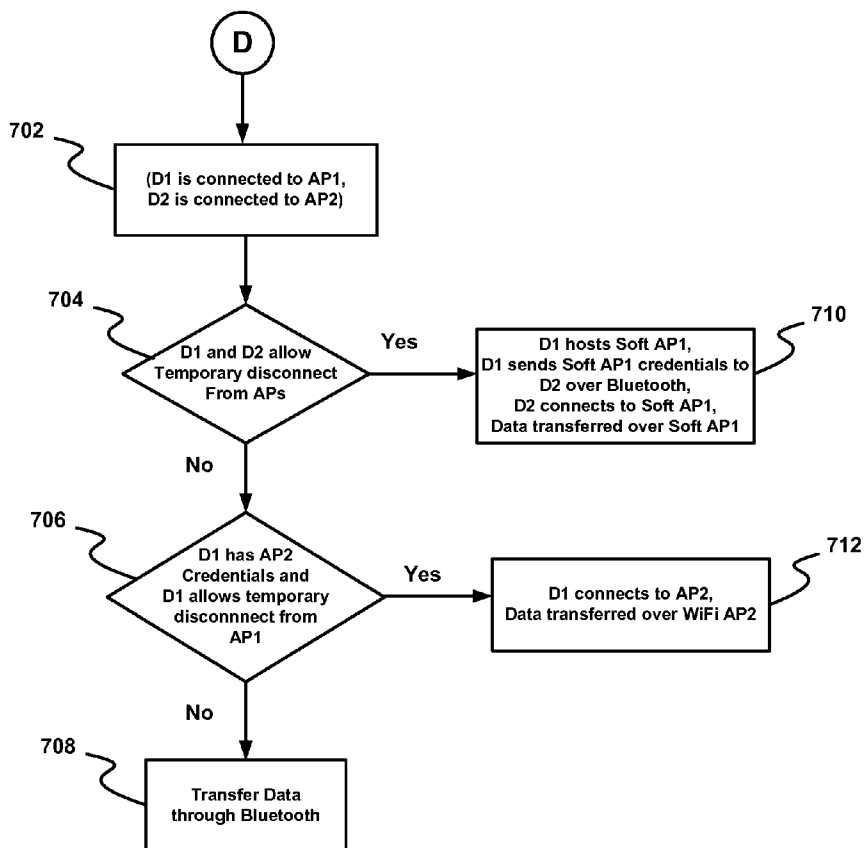 D
702
(D1 is connected to AP1,
D2 is connected to AP2)
704
D1 and D2 allow
Temporary disconnect
From APs
Yes
710
D1 hosts Soft AP1,
D1 sends Soft AP1 credentials to
D2 over Bluetooth,
D2 connects to Soft AP1,
Data transferred over Soft AP1
No
706
D1 has AP2
Credentials and
D1 allows temporary
disconnnect from
AP1
Yes
712
D1 connects to AP2,
Data transferred over WiFi AP2
No
708
Transfer Data
through Bluetooth